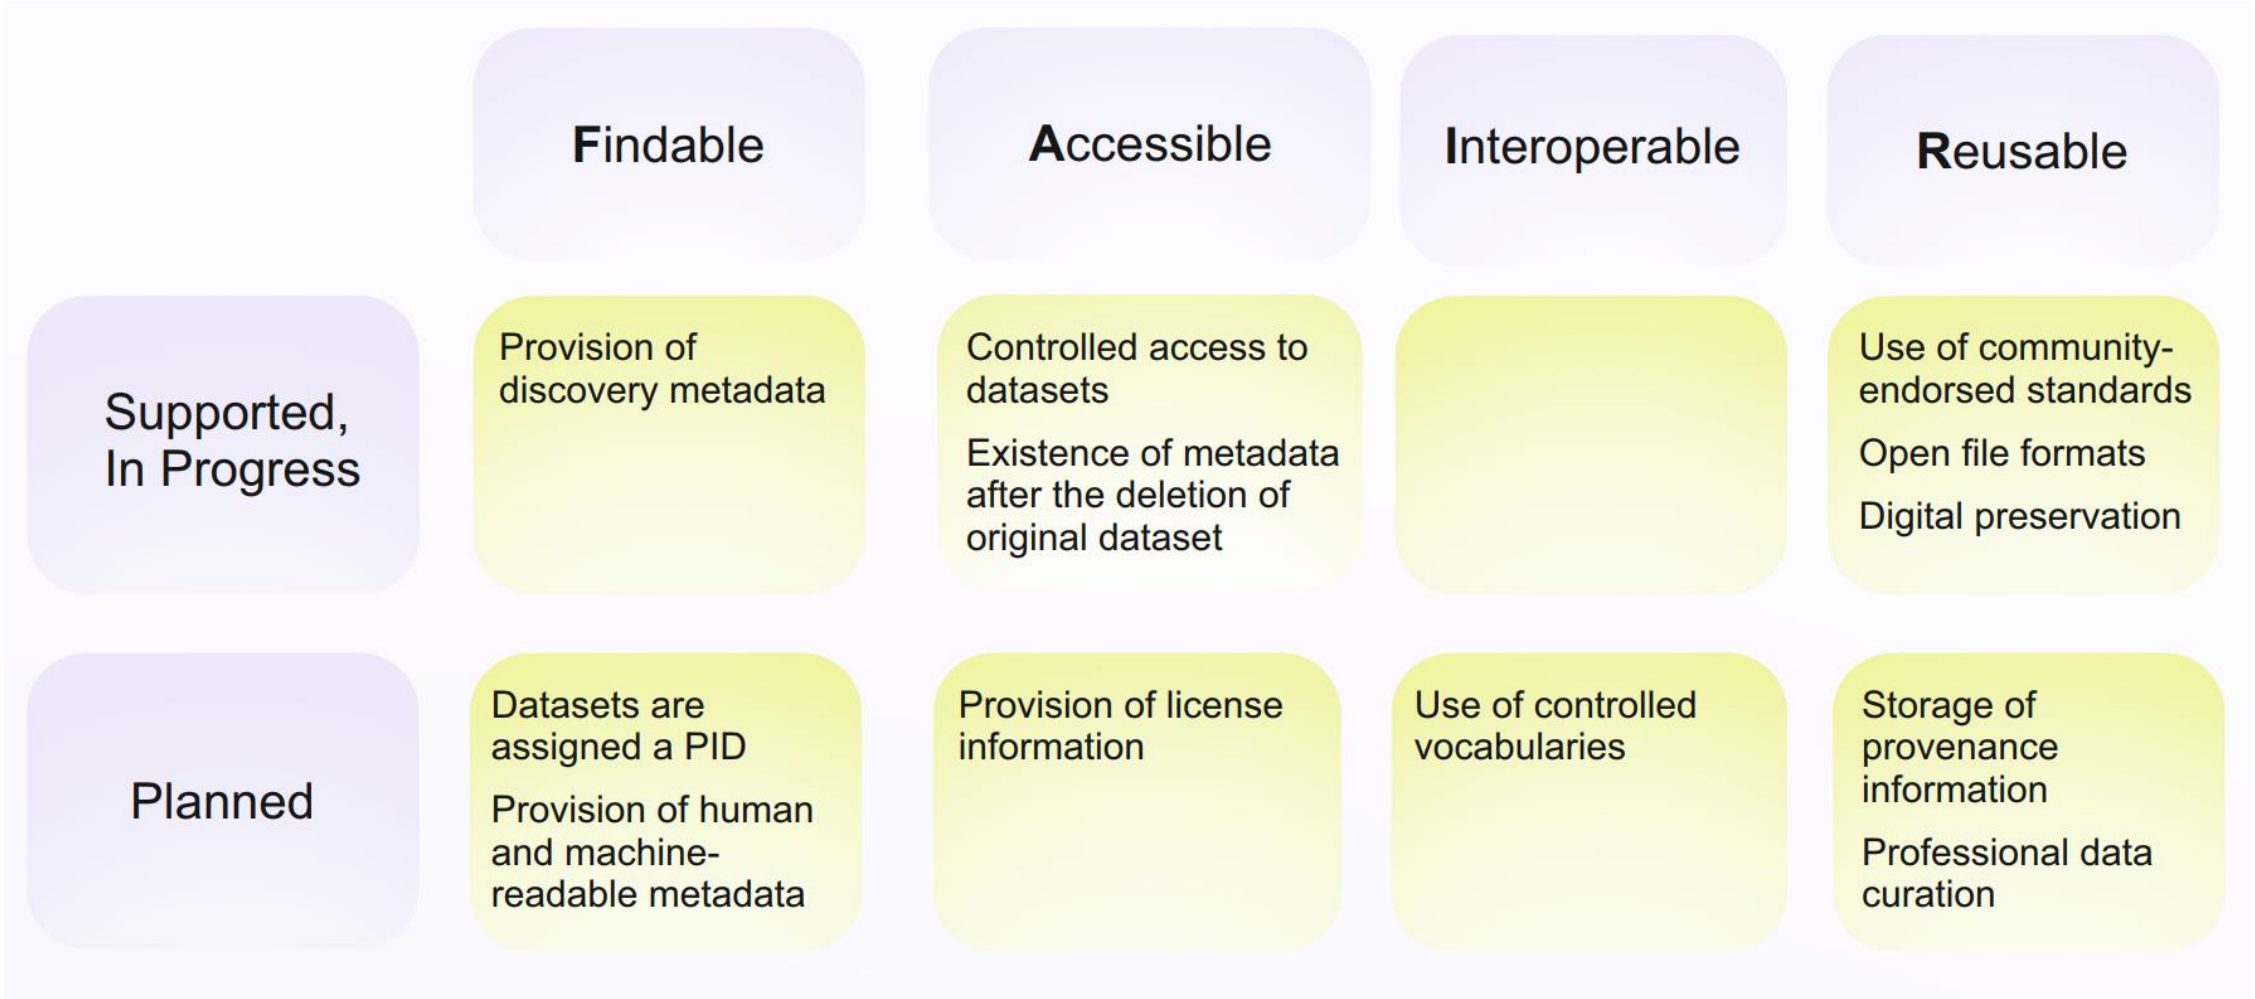 Findable
Accessible
Interoperable
Reusable
Supported,
In Progress
Provision of
discovery metadata
Controlled access to
datasets
Existence of metadata
after the deletion of
original dataset
Use of community-
endorsed standards
Open file formats
Digital preservation
Planned
Datasets are
assigned a PID
Provision of human
and machine-
readable metadata
Provision of license
information
Use of controlled
vocabularies
Storage of
provenance
information
Professional data
curation